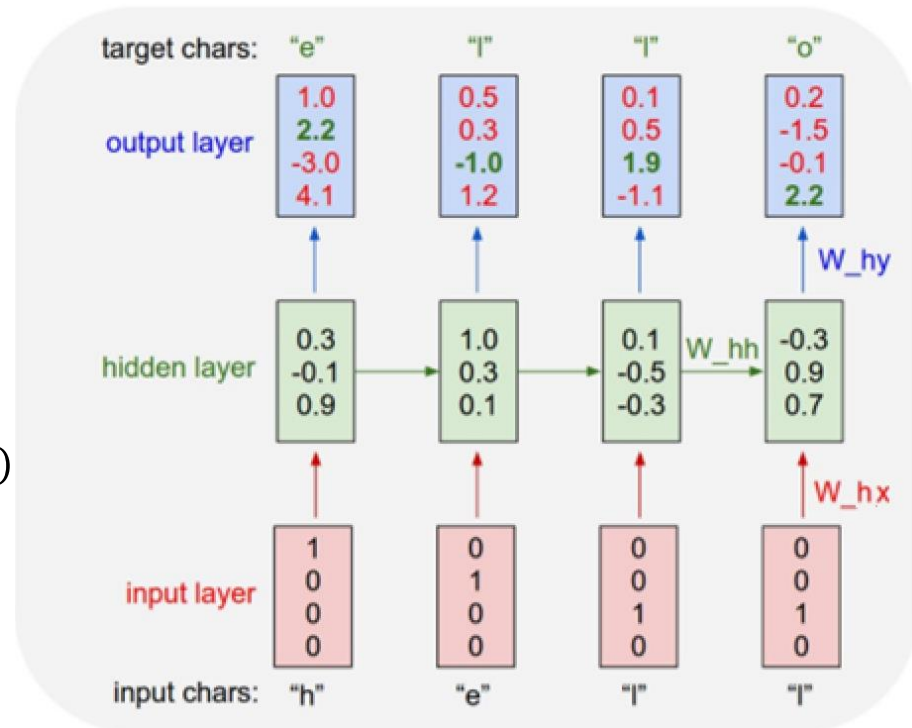 target chars: “e” “l” “l” “o”
output layer
1.0 0.5 0.1 0.2
2.2 0.3 0.5 -1.5
-3.0 -1.0 1.9 -0.1
4.1 1.2 -1.1 2.2
W_hy
hidden layer
0.3 1.0 0.1 -0.3
-0.1 0.3 -0.5 0.9
0.9 0.1 -0.3 0.7
W_hh
)
W_hx
input layer
1 0 0 0
0 1 0 0
0 0 1 1
0 0 0 0
input chars: “h” “e” “l” “l”